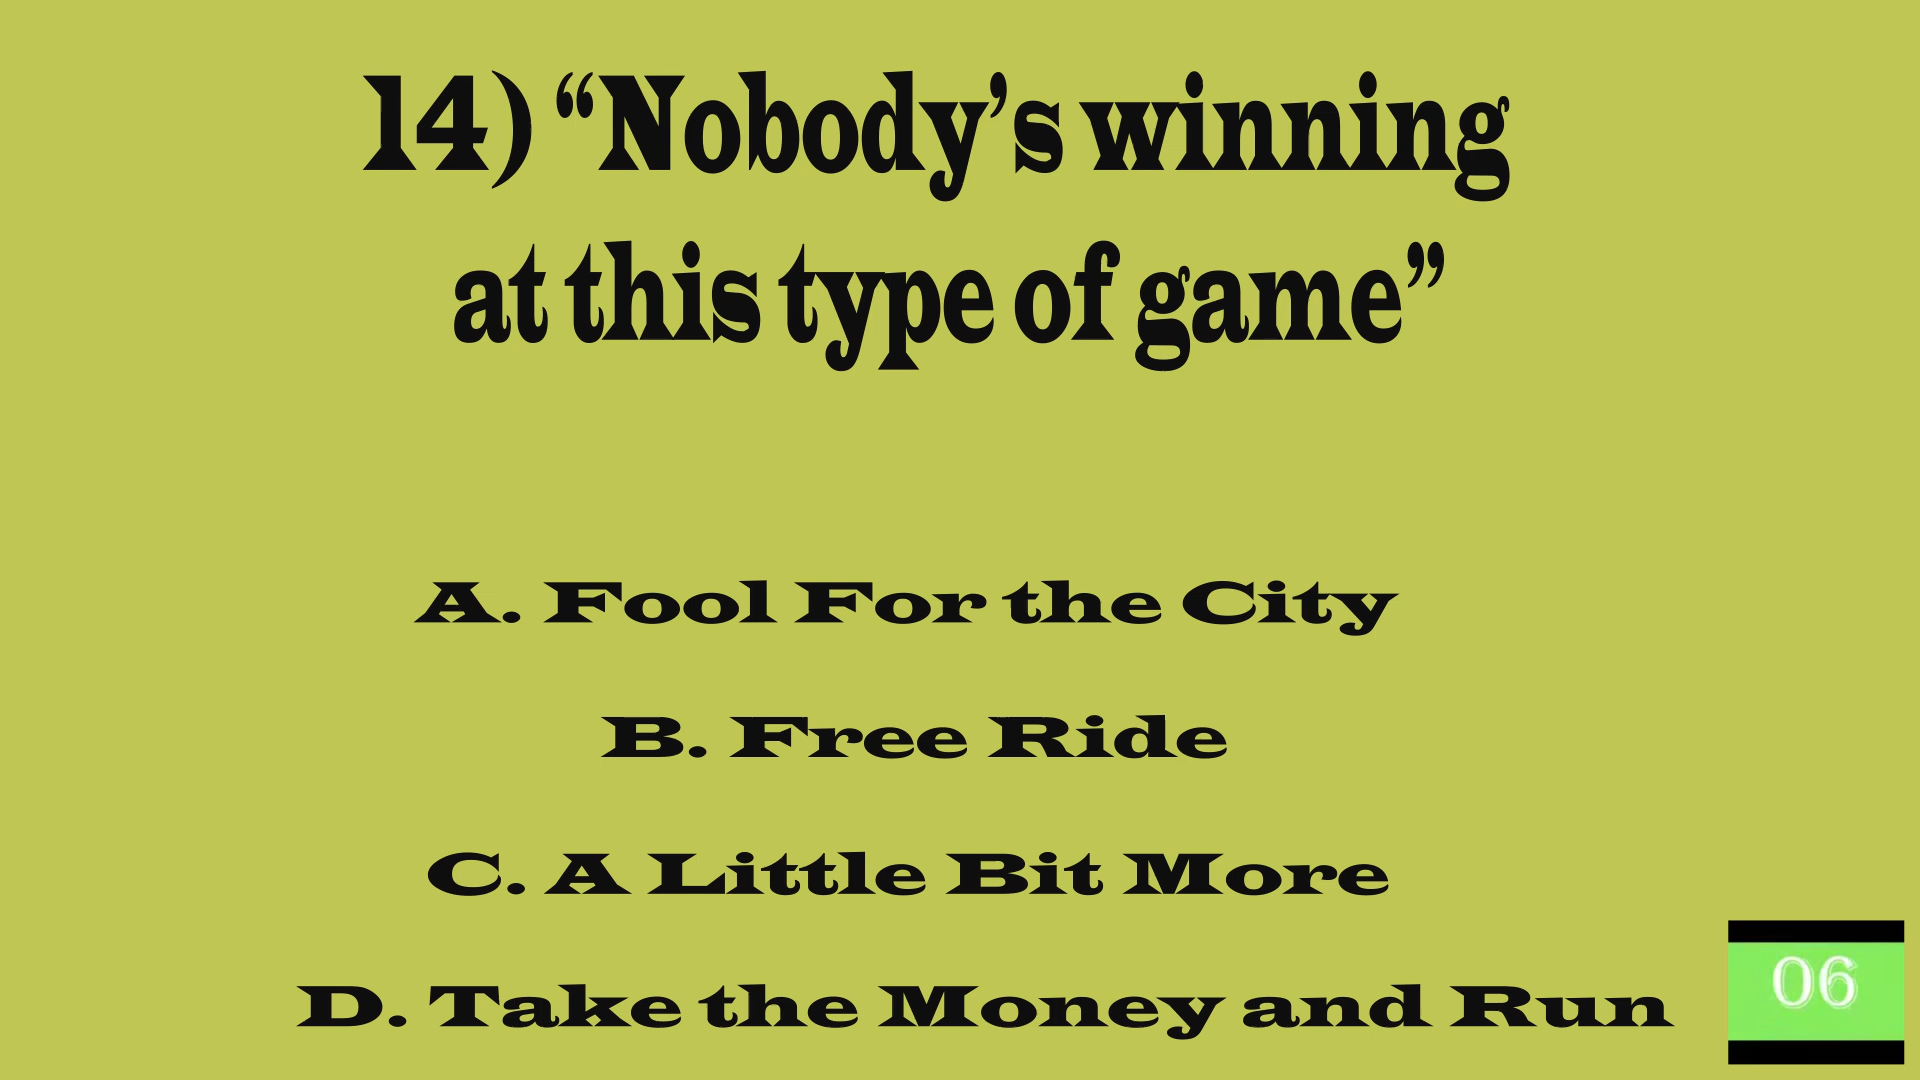 14) “Nobody’s winning
at this type of game”
A. Fool For the City
B. Free Ride
C. A Little Bit More
D. Take the Money and Run
06